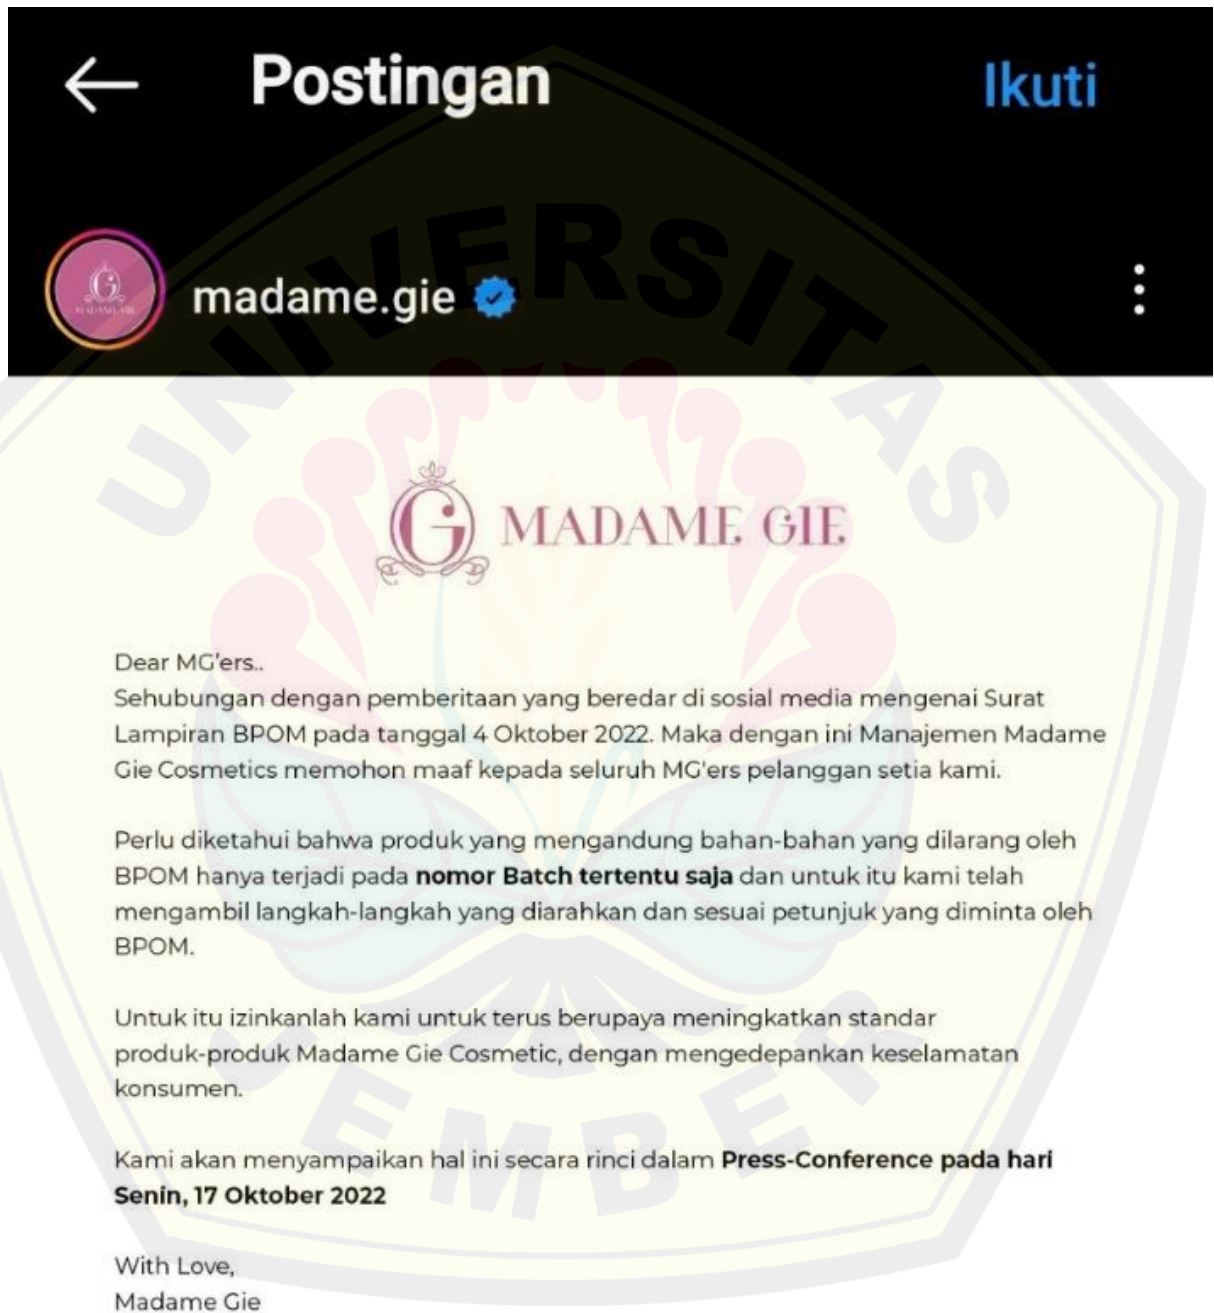 Postingan
Ikuti
MADAME GIE
madame.gie
UNIVERSITAS
G MADAME GIE
Dear MG'ers..
Sehubungan dengan pemberitaan yang beredar di sosial media mengenai Surat
Lampiran BPOM pada tanggal 4 Oktober 2022. Maka dengan ini Manajemen Madame
Gie Cosmetics memohon maaf kepada seluruh MG'ers pelanggan setia kami.
Perlu diketahui bahwa produk yang mengandung bahan-bahan yang dilarang oleh
BPOM hanya terjadi pada nomor Batch tertentu saja dan untuk itu kami telah
mengambil langkah-langkah yang diarahkan dan sesuai petunjuk yang diminta oleh
BPOM.
Untuk itu izinkanlah kami untuk terus berupaya meningkatkan standar
produk-produk Madame Gie Cosmetic, dengan mengedepankan keselamatan
konsumen.
Kami akan menyampaikan hal ini secara rinci dalam Press-Conference pada hari
Senin, 17 Oktober 2022
With Love,
Madame Gie
JEMBER